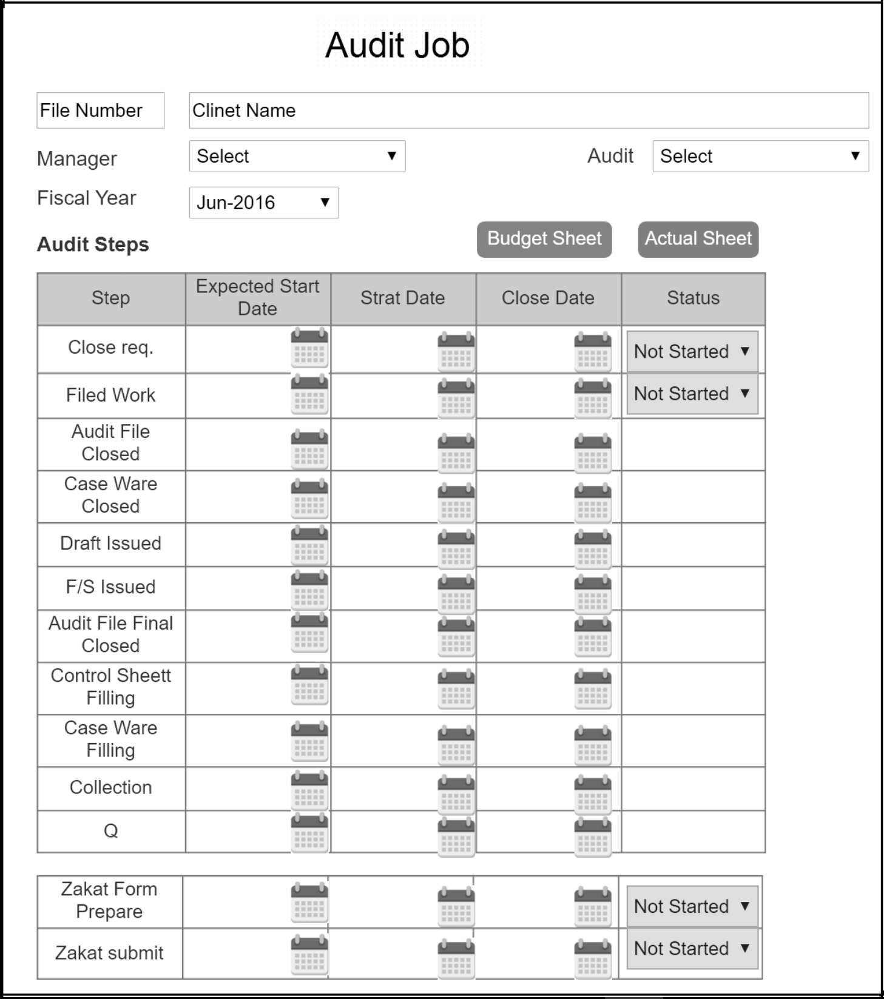 Audit Job
File Number
Clinet Name
Manager
Select ▼
Audit
Select ▼
Fiscal Year
Jun-2016 ▼
Audit Steps
Budget Sheet
Actual Sheet
Step
Expected Start
Date
Strat Date
Close Date
Status
Close req.
Not Started ▼
Filed Work
Not Started ▼
Audit File
Closed
Case Ware
Closed
Draft Issued
F/S Issued
Audit File Final
Closed
Control Sheett
Filling
Case Ware
Filling
Collection
Q
Zakat Form
Prepare
Not Started ▼
Zakat submit
Not Started ▼